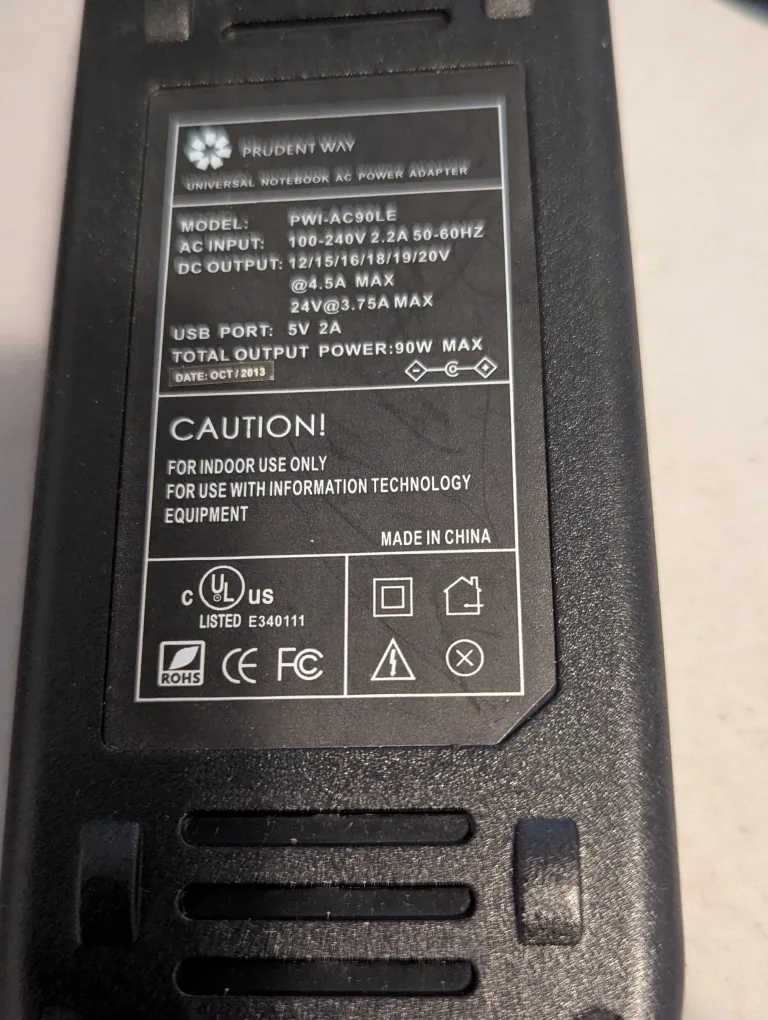 PRUDENT WAY
UNIVERSAL NOTEBOOK AC POWER ADAPTER
MODEL: PWI-AC90LE
AC INPUT: 100-240V 2.2A 50-60HZ
DC OUTPUT: 12/15/16/18/19/20V
@4.5A MAX
24V@3.75A MAX
USB PORT: 5V 2A
TOTAL OUTPUT POWER:90W MAX
DATE: OCT / 2013
CAUTION!
FOR INDOOR USE ONLY
FOR USE WITH INFORMATION TECHNOLOGY
EQUIPMENT
MADE IN CHINA
C UL US
LISTED E340111
ROHS CE FC